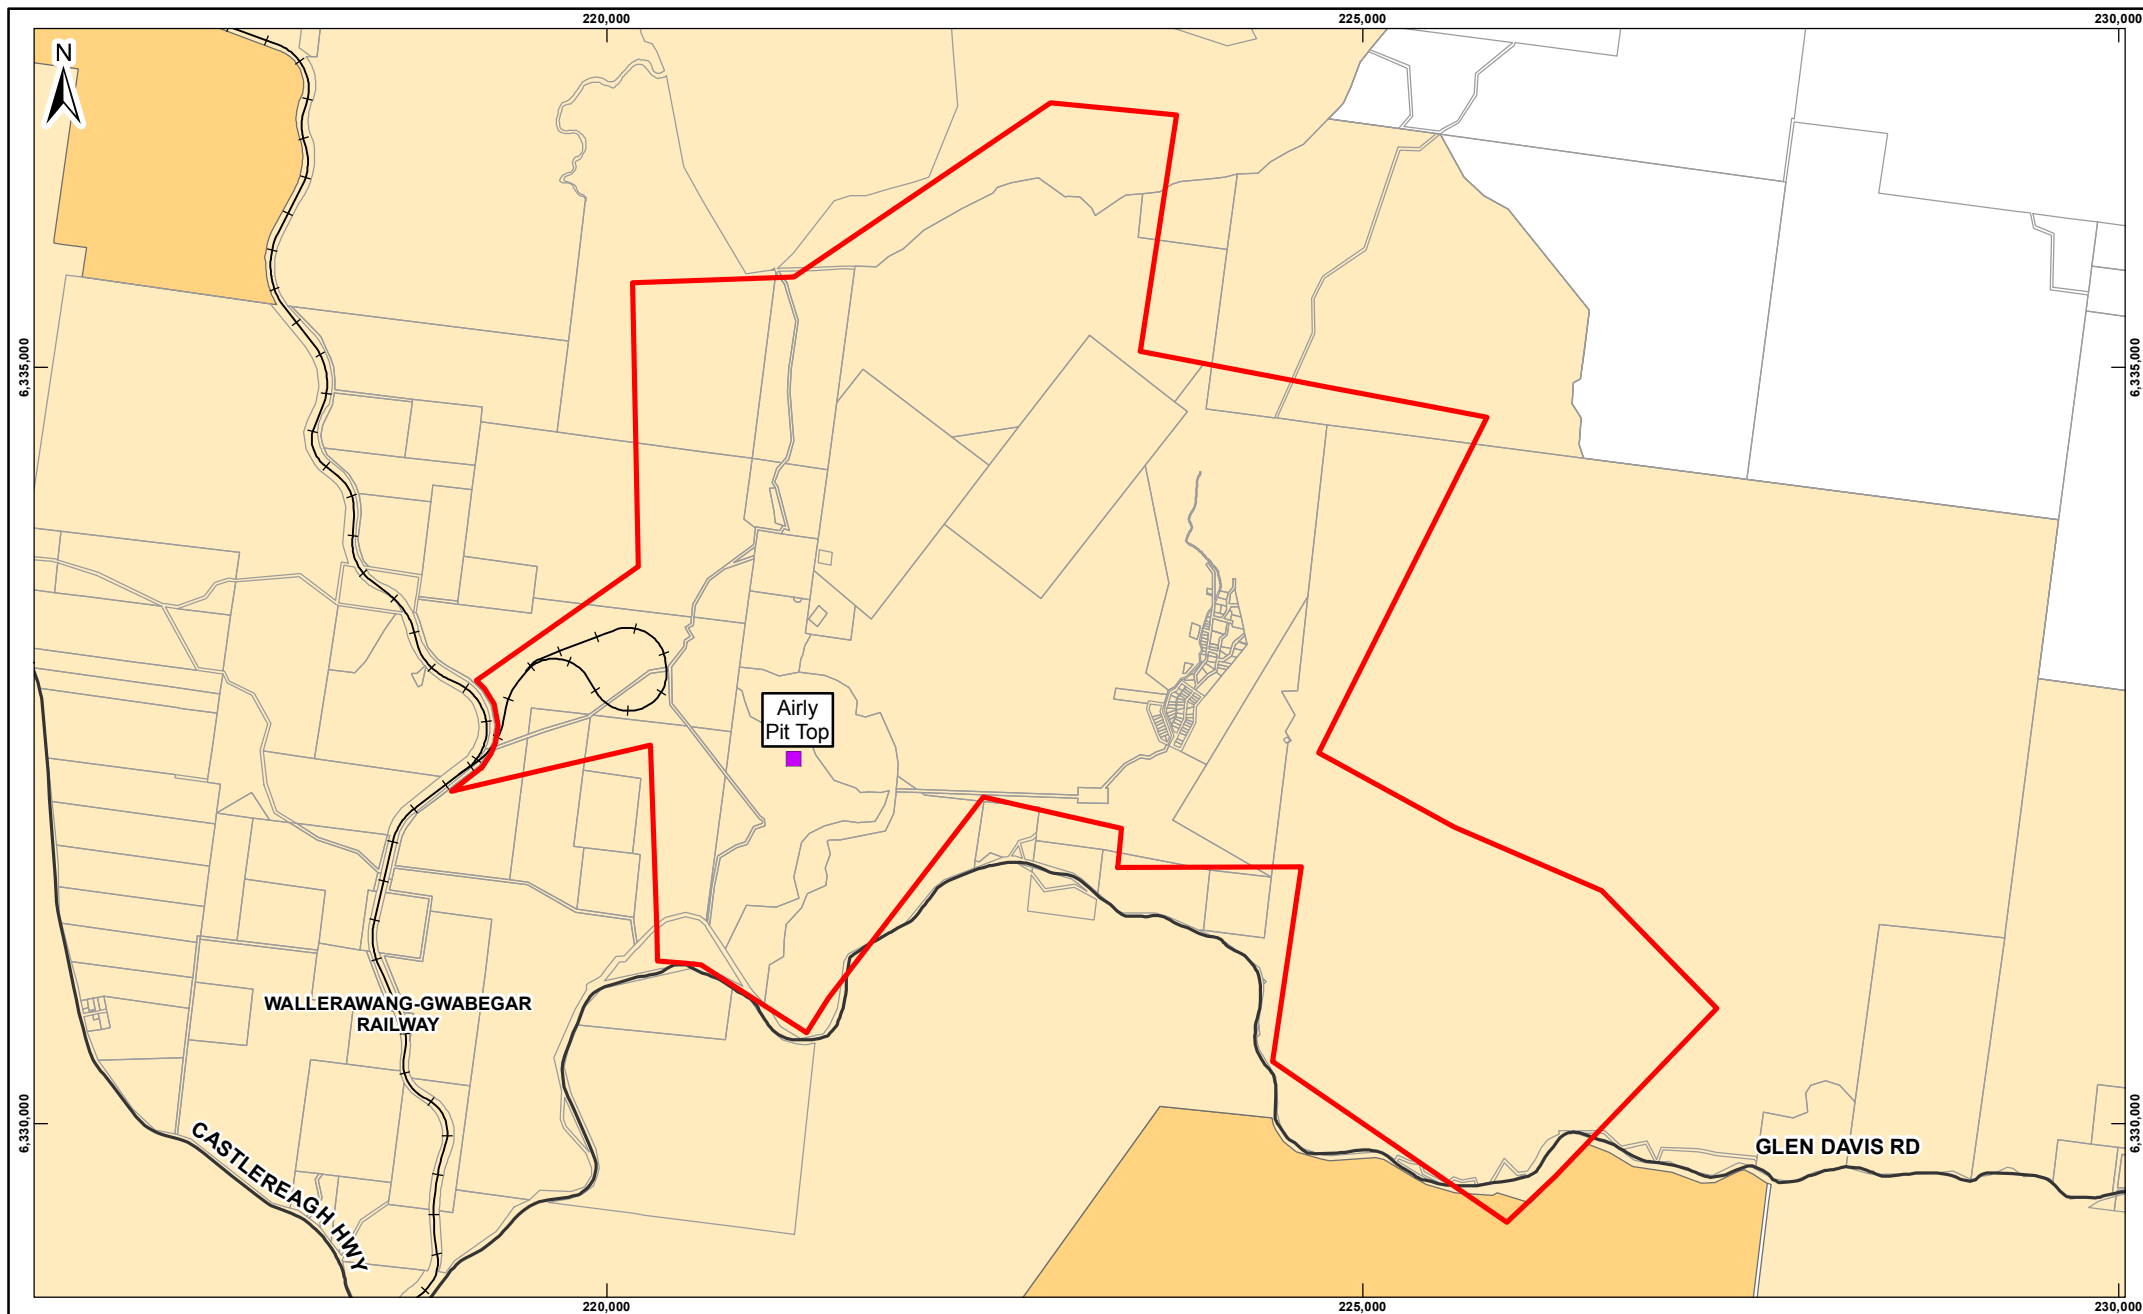 220,000
225,000
230,000
N
6,335,000
6,335,000
Airly
Pit Top
WALLERAWANG-GWABEGAR
RAILWAY
6,330,000
6,330,000
CASTLEREAGH HWY
GLEN DAVIS RD
220,000
225,000
230,000